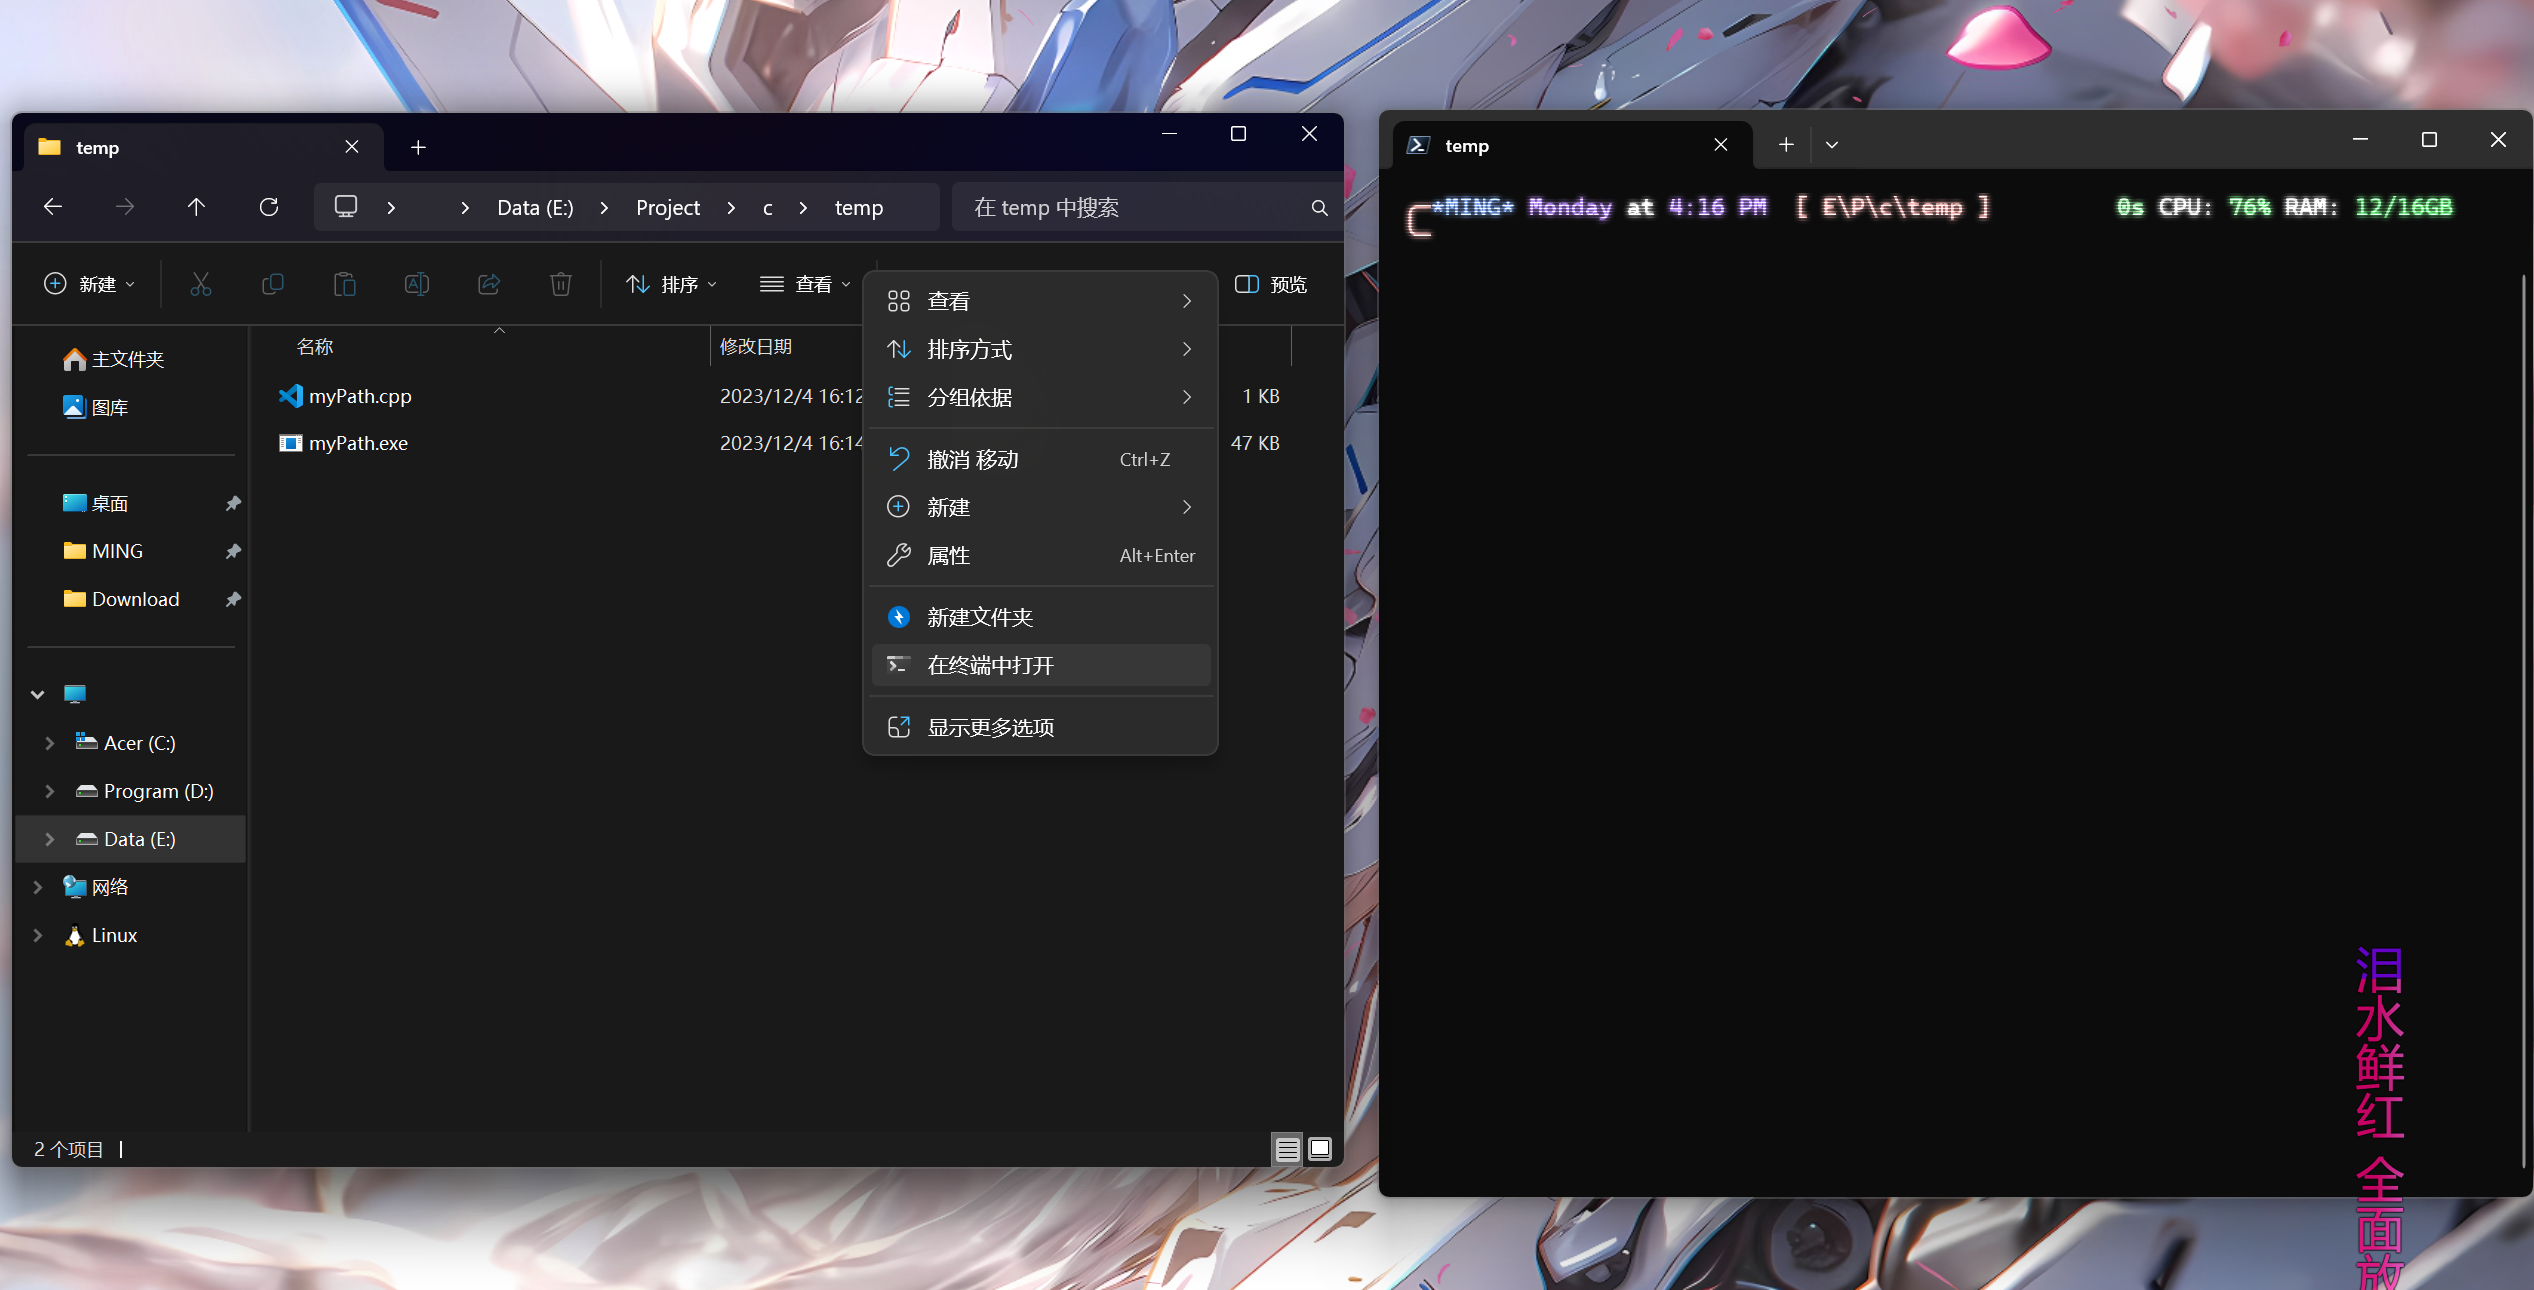 temp
Data (E:) Project c temp
在 temp 中搜索
新建
排序
查看
预览
主文件夹
图库
桌面
MING
Download
Acer (C:)
Program (D:)
Data (E:)
网络
Linux
名称 修改日期
myPath.cpp 2023/12/4 16:12 1 KB
myPath.exe 2023/12/4 16:14 47 KB
查看
排序方式
分组依据
撤消 移动 Ctrl+Z
新建
属性 Alt+Enter
新建文件夹
在终端中打开
显示更多选项
2 个项目
temp
*MING* Monday at 4:16 PM [ E\P\c\temp ] 0s CPU: 76% RAM: 12/16GB
泪水鲜红 全面放